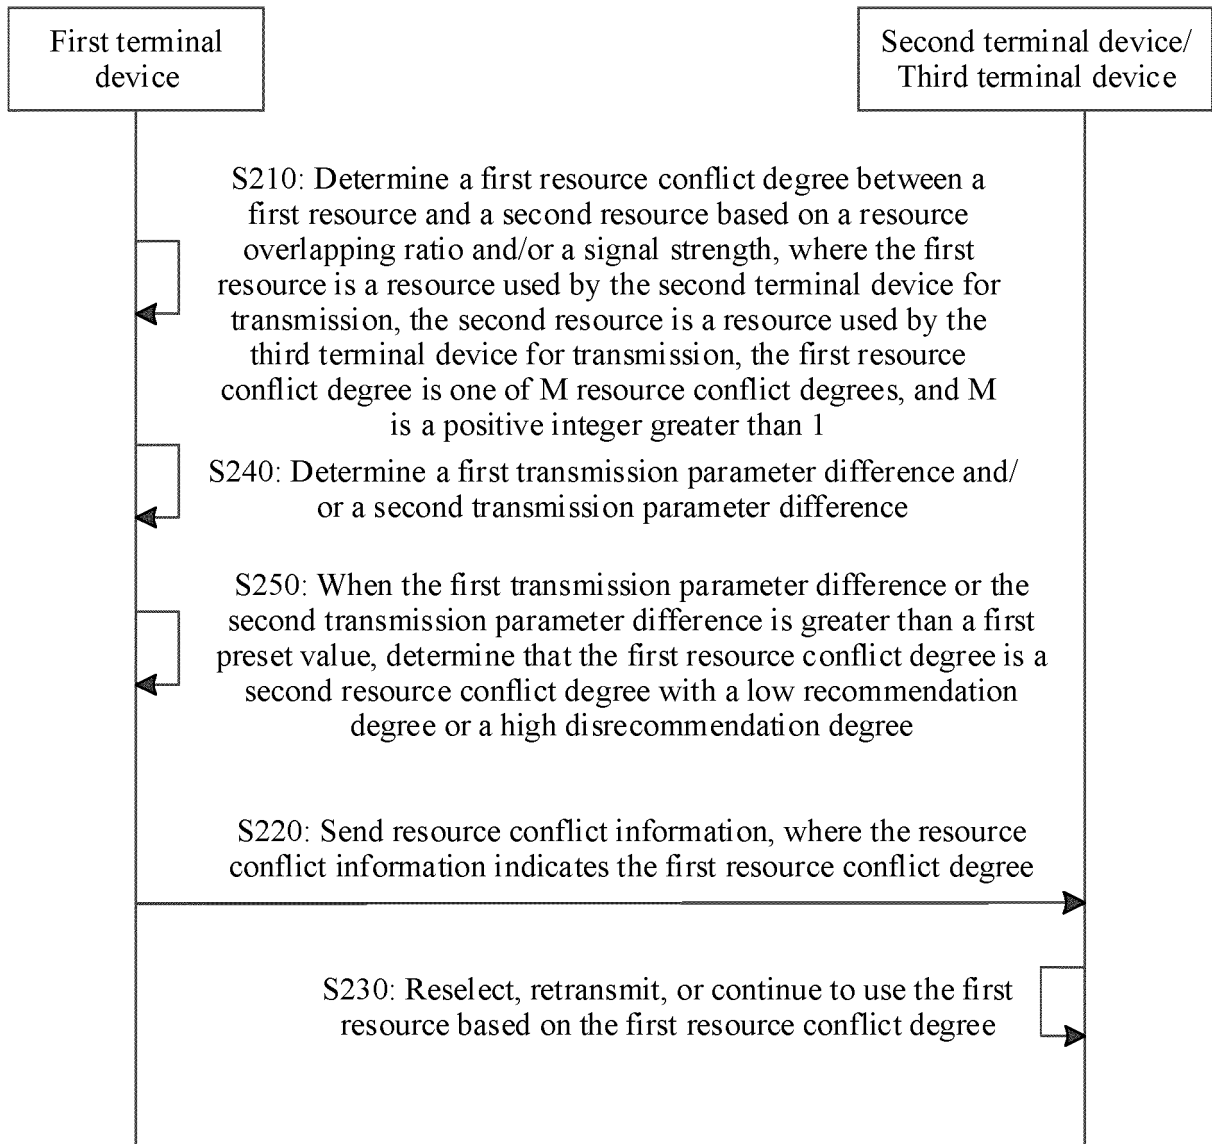 First terminal
device
Second terminal device/
Third terminal device
S210: Determine a first resource conflict degree between a
first resource and a second resource based on a resource
overlapping ratio and/or a signal strength, where the first
resource is a resource used by the second terminal device for
transmission, the second resource is a resource used by the
third terminal device for transmission, the first resource
conflict degree is one of M resource conflict degrees, and M
is a positive integer greater than 1
S240: Determine a first transmission parameter difference and/
or a second transmission parameter difference
S250: When the first transmission parameter difference or the
second transmission parameter difference is greater than a first
preset value, determine that the first resource conflict degree is a
second resource conflict degree with a low recommendation
degree or a high disrecommendation degree
S220: Send resource conflict information, where the resource
conflict information indicates the first resource conflict degree
S230: Reselect, retransmit, or continue to use the first
resource based on the first resource conflict degree